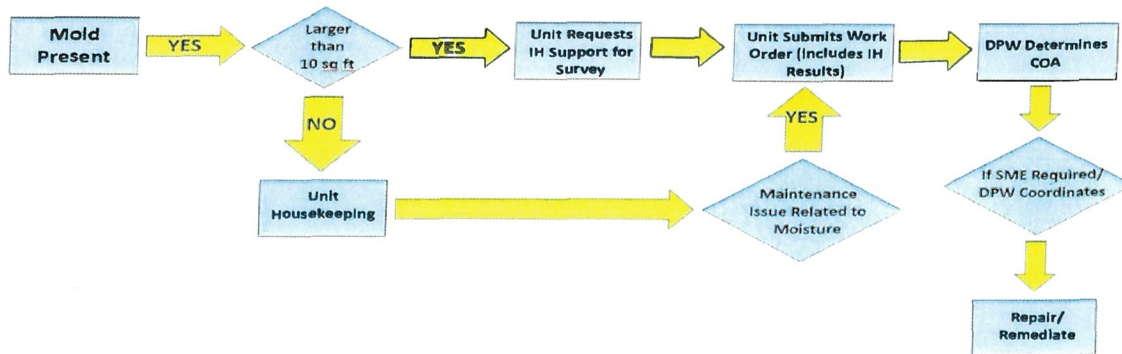 Mold
Present
YES
Larger
than
10 sq ft
YES
Unit Requests
IH Support for
Survey
Unit Submits Work
Order (Includes IH
Results)
DPW Determines
COA
NO
YES
Unit
Housekeeping
Maintenance
Issue Related to
Moisture
If SME Required/
DPW Coordinates
Repair/
Remediate